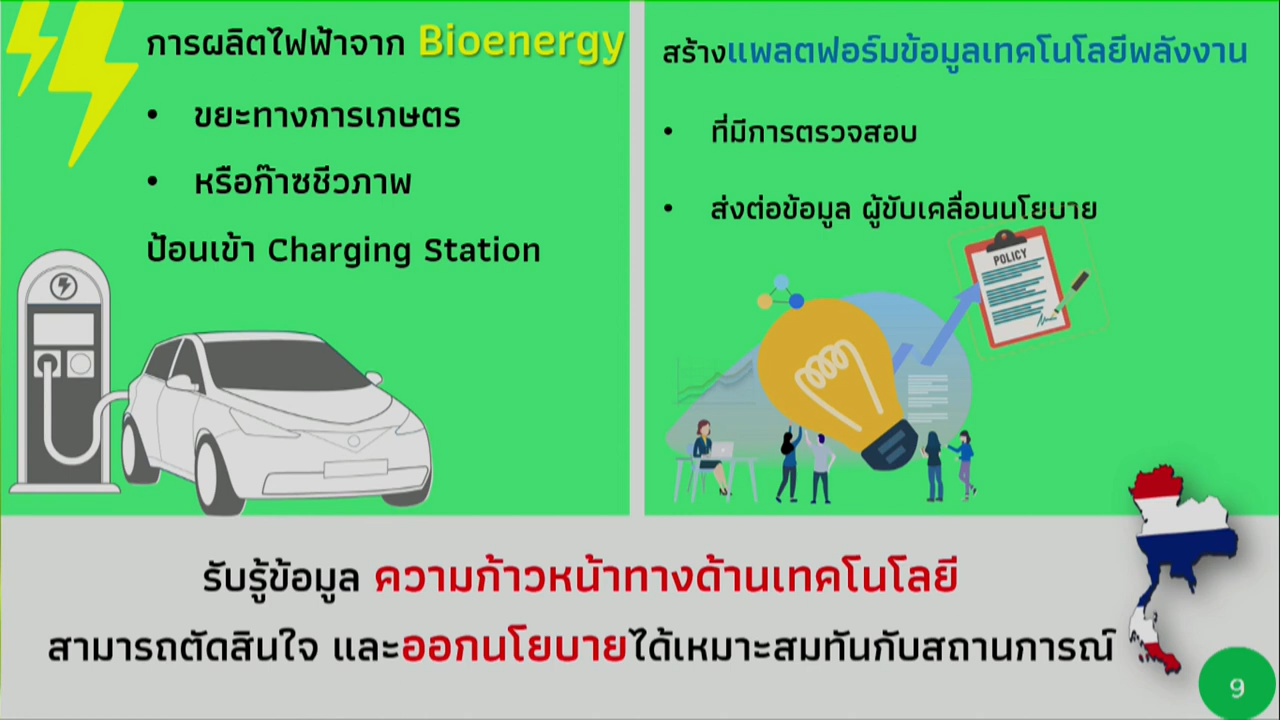 การผลิตไฟฟ้าจาก Bioenergy
• ขยะทางการเกษตร
• หรือก๊าซชีวภาพ
ป้อนเข้า Charging Station
สร้างแพลตฟอร์มข้อมูลเทคโนโลยีพลังงาน
• ที่มีการตรวจสอบ
• ส่งต่อข้อมูล ผู้ขับเคลื่อนนโยบาย
POLICY
รับรู้ข้อมูล ความก้าวหน้าทางด้านเทคโนโลยี
สามารถตัดสินใจ และออกนโยบายได้เหมาะสมทันกับสถานการณ์
9